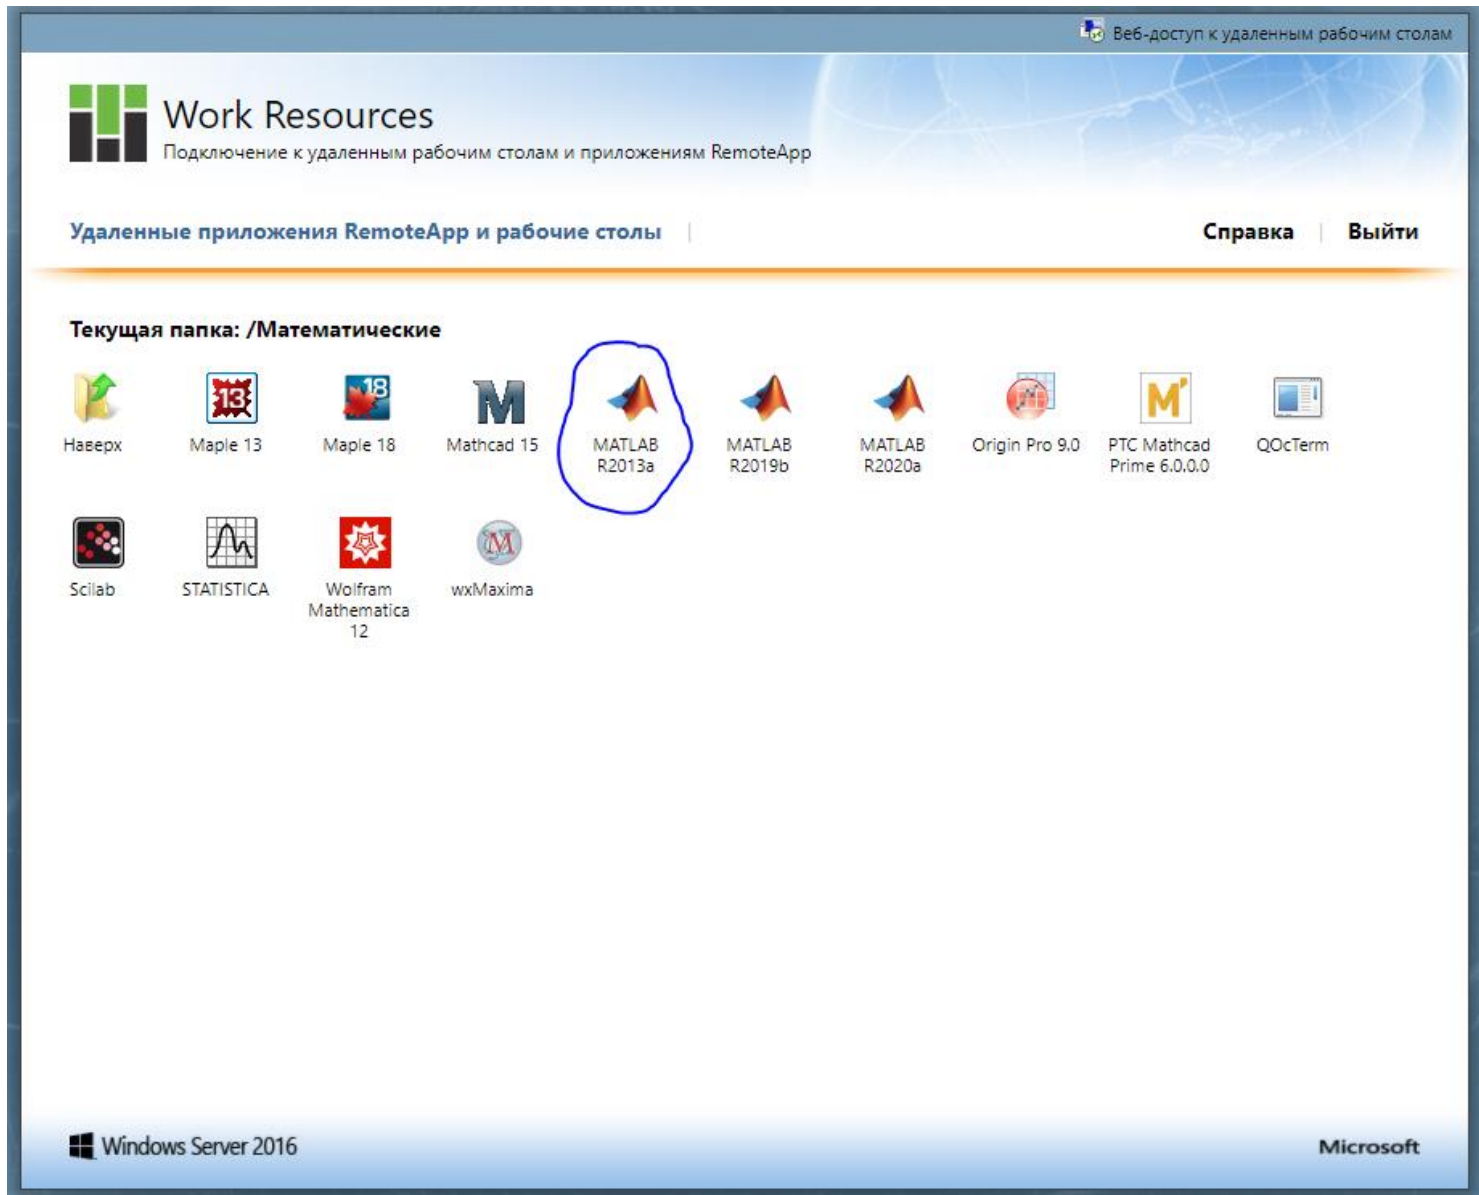 Веб-доступ к удаленным рабочим столам
Work Resources
Подключение к удаленным рабочим столам и приложениям RemoteApp
Удаленные приложения RemoteApp и рабочие столы
Справка
Выйти
Текущая папка: /Математические
Наверх
Maple 13
Maple 18
18
13
Mathcad 15
MATLAB
R2013a
MATLAB
R2019b
MATLAB
R2020a
Origin Pro 9.0
PTC Mathcad
Prime 6.0.0.0
QOcTerm
Scilab
STATISTICA
Wolfram
Mathematica
12
wxMaxima
Windows Server 2016
Microsoft